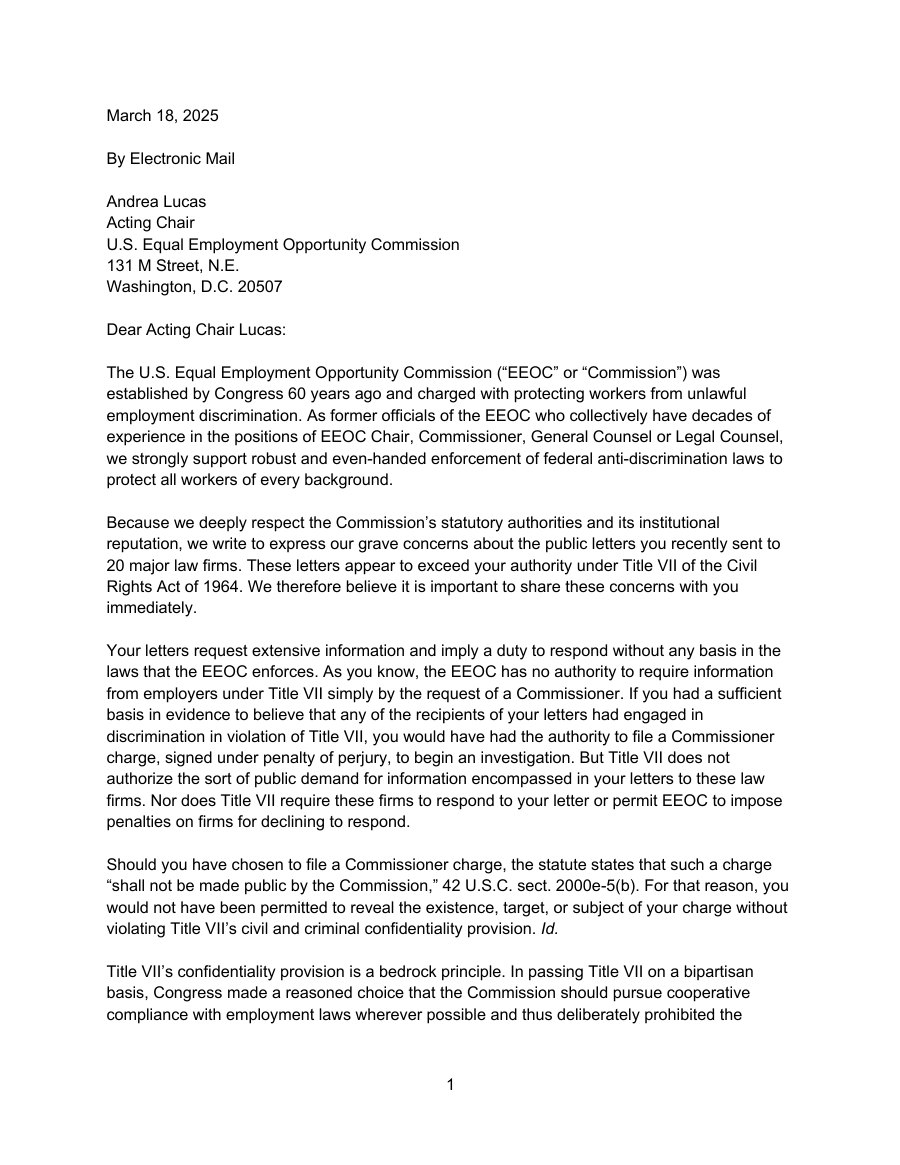 March 18, 2025
By Electronic Mail
Andrea Lucas
Acting Chair
U.S. Equal Employment Opportunity Commission
131 M Street, N.E.
Washington, D.C. 20507
Dear Acting Chair Lucas:
The U.S. Equal Employment Opportunity Commission (“EEOC” or “Commission”) was
established by Congress 60 years ago and charged with protecting workers from unlawful
employment discrimination. As former officials of the EEOC who collectively have decades of
experience in the positions of EEOC Chair, Commissioner, General Counsel or Legal Counsel,
we strongly support robust and even-handed enforcement of federal anti-discrimination laws to
protect all workers of every background.
Because we deeply respect the Commission’s statutory authorities and its institutional
reputation, we write to express our grave concerns about the public letters you recently sent to
20 major law firms. These letters appear to exceed your authority under Title VII of the Civil
Rights Act of 1964. We therefore believe it is important to share these concerns with you
immediately.
Your letters request extensive information and imply a duty to respond without any basis in the
laws that the EEOC enforces. As you know, the EEOC has no authority to require information
from employers under Title VII simply by the request of a Commissioner. If you had a sufficient
basis in evidence to believe that any of the recipients of your letters had engaged in
discrimination in violation of Title VII, you would have had the authority to file a Commissioner
charge, signed under penalty of perjury, to begin an investigation. But Title VII does not
authorize the sort of public demand for information encompassed in your letters to these law
firms. Nor does Title VII require these firms to respond to your letter or permit EEOC to impose
penalties on firms for declining to respond.
Should you have chosen to file a Commissioner charge, the statute states that such a charge
“shall not be made public by the Commission,” 42 U.S.C. sect. 2000e-5(b). For that reason, you
would not have been permitted to reveal the existence, target, or subject of your charge without
violating Title VII’s civil and criminal confidentiality provision. Id.
Title VII’s confidentiality provision is a bedrock principle. In passing Title VII on a bipartisan
basis, Congress made a reasoned choice that the Commission should pursue cooperative
compliance with employment laws wherever possible and thus deliberately prohibited the
1